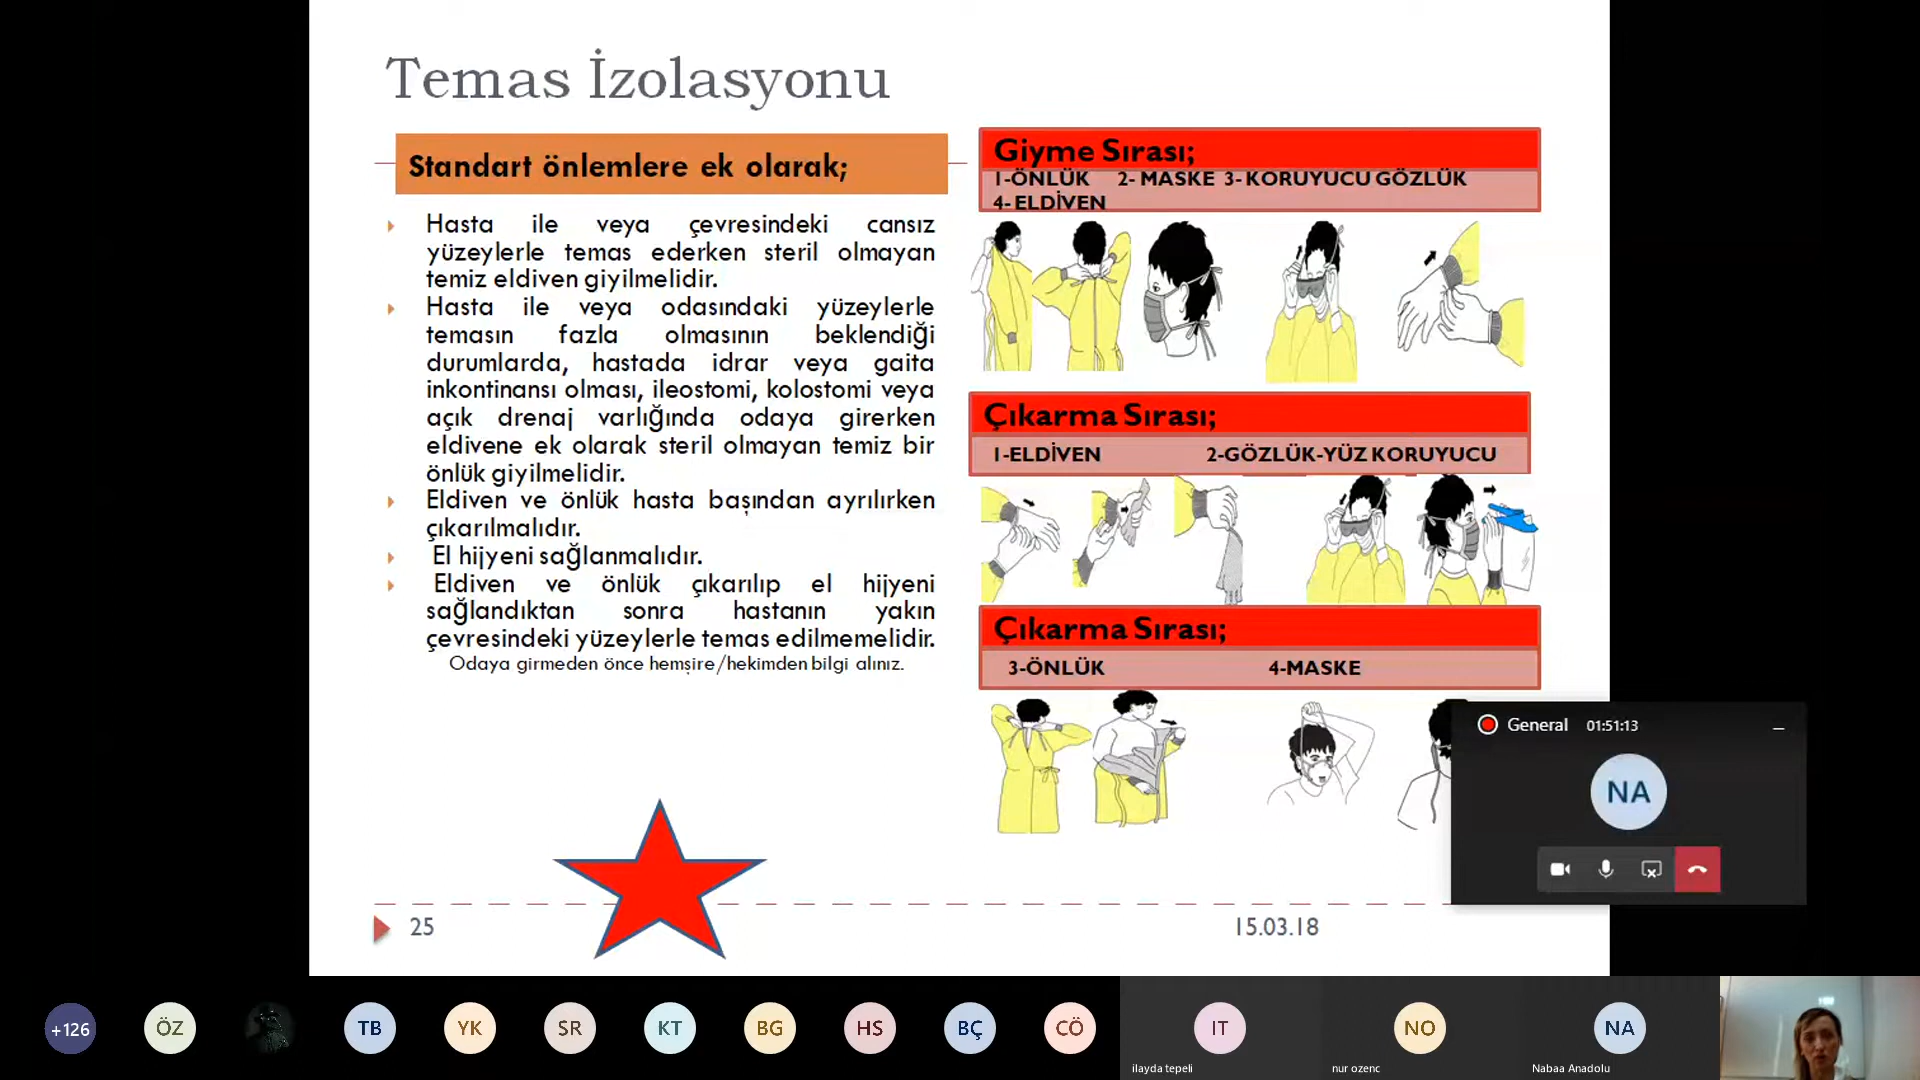 Temas İzolasyonu
Standart önlemlere ek olarak;
Hasta ile veya çevresindeki cansız
yüzeylerle temas ederken steril olmayan
temiz eldiven giyilmelidir.
Hasta ile veya odasındaki yüzeylerle
temasın fazla olmasının beklendiği
durumlarda, hastada idrar veya gaita
inkontinansı olması, ileostomi, kolostomi veya
açık drenaj varlığında odaya girerken
eldivene ek olarak steril olmayan temiz bir
önlük giyilmelidir.
Eldiven ve önlük hasta başından ayrılırken
çıkarılmalıdır.
El hijyeni sağlanmalıdır.
Eldiven ve önlük çıkarılıp el hijyeni
sağlandıktan sonra hastanın yakın
çevresindeki yüzeylerle temas edilmemelidir.
Odaya girmeden önce hemşire/hekimden bilgi alınız.
Giyme Sırası;
1-ÖNLÜK 2- MASKE 3- KORUYUCU GÖZLÜK
4- ELDİVEN
Çıkarma Sırası;
1-ELDİVEN 2-GÖZLÜK-YÜZ KORUYUCU
Çıkarma Sırası;
3-ÖNLÜK 4-MASKE
General 01:51:13
NA
25
15.03.18
+126
ÖZ
TB
YK
SR
KT
BG
HS
BÇ
CÖ
IT
ilayda tepeli
NO
nur ozenc
NA
Nabaa Anadolu